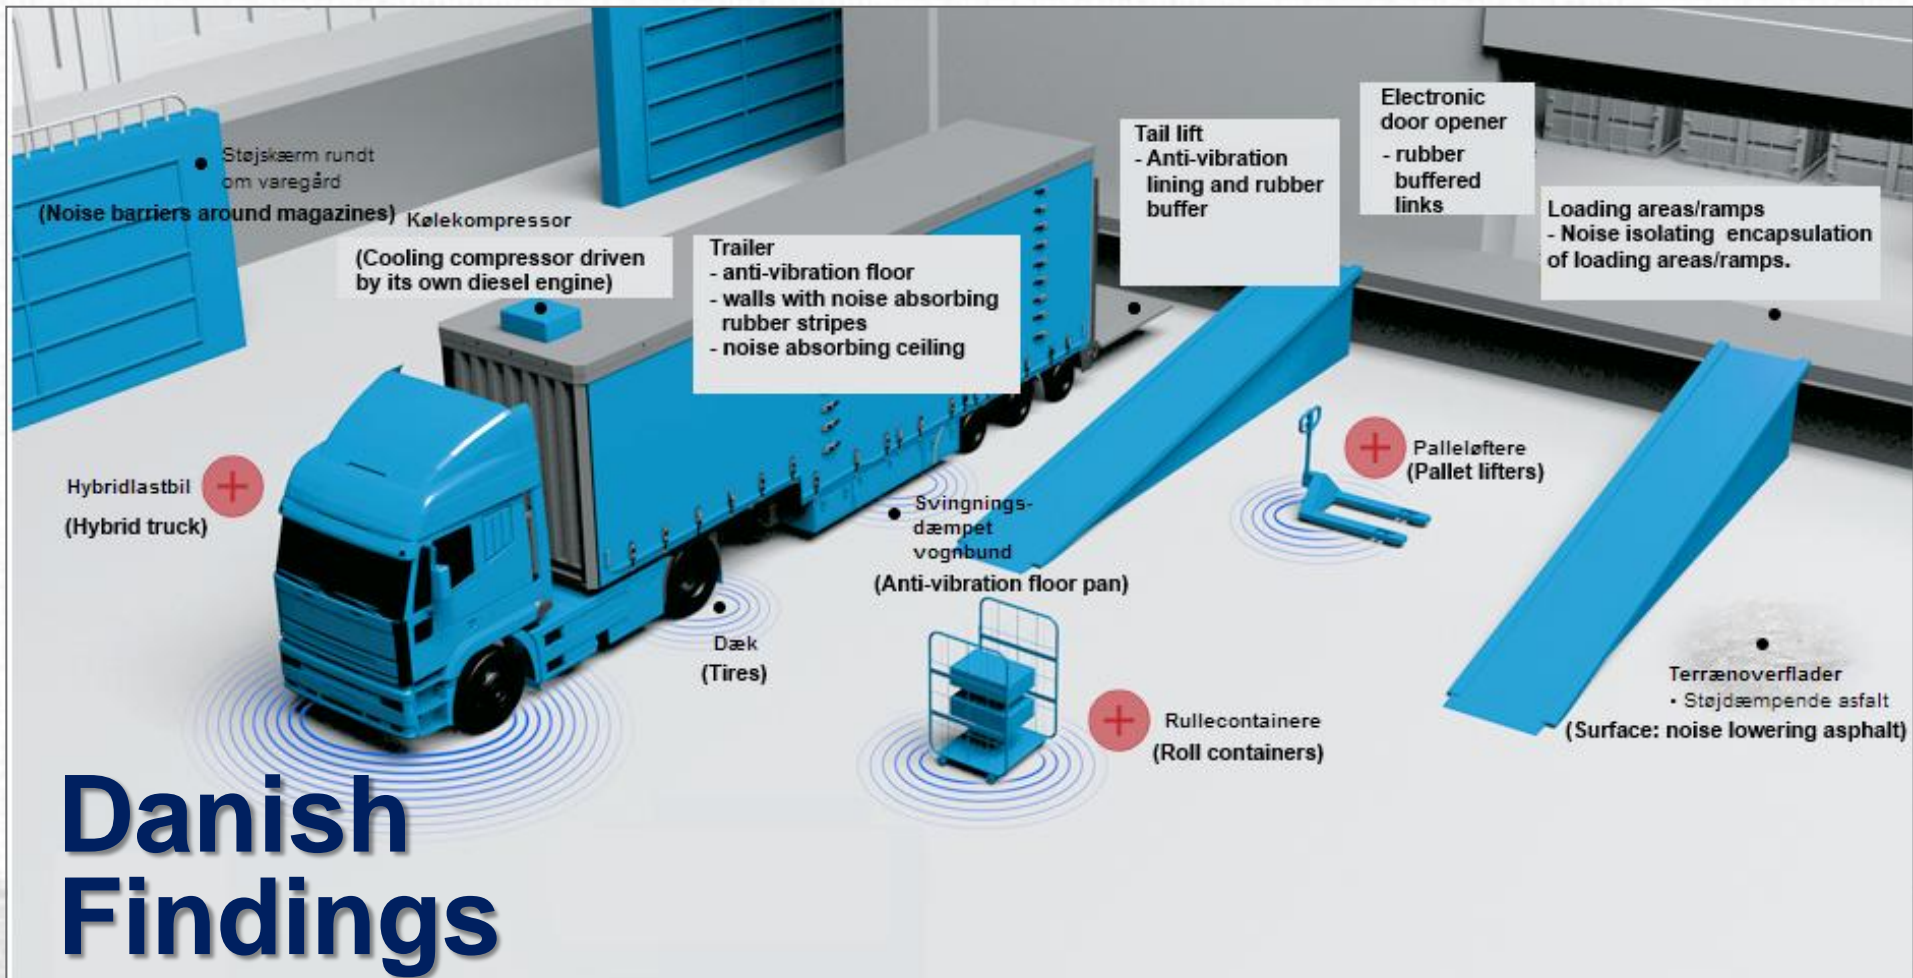 Støjskærm rundt
om varegård
(Noise barriers around magazines)
Kølekompressor
(Cooling compressor driven
by its own diesel engine)
Trailer
- anti-vibration floor
- walls with noise absorbing
rubber stripes
- noise absorbing ceiling
Tail lift
- Anti-vibration
lining and rubber
buffer
Electronic
door opener
- rubber
buffered
links
Loading areas/ramps
- Noise isolating encapsulation
of loading areas/ramps.
Hybridlastbil
(Hybrid truck)
Svingnings-
dæmpet
vognbund
(Anti-vibration floor pan)
Palleløftere
(Pallet lifters)
Dæk
(Tires)
Rullecontainere
(Roll containers)
Terrænoverflader
• Støjdæmpende asfalt
(Surface: noise lowering asphalt)
Danish
Findings